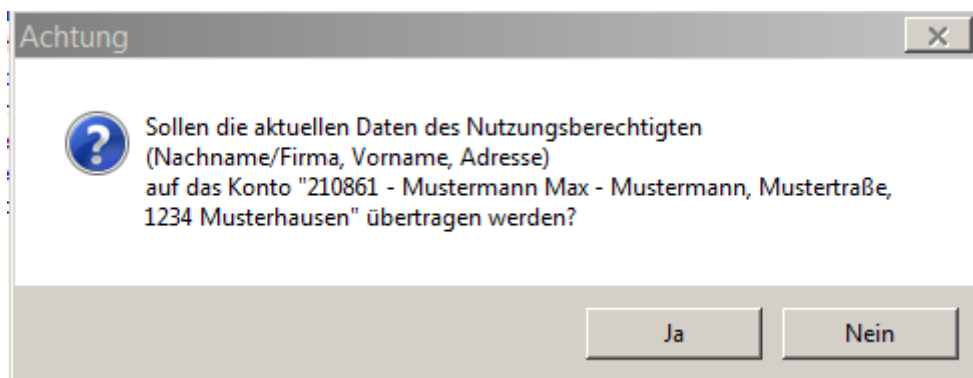 Achtung
Sollen die aktuellen Daten des Nutzungsberechtigten
(Nachname/Firma, Vorname, Adresse)
auf das Konto "210861 - Mustermann Max - Mustermann, Mustertraße,
1234 Musterhausen" übertragen werden?
Ja Nein